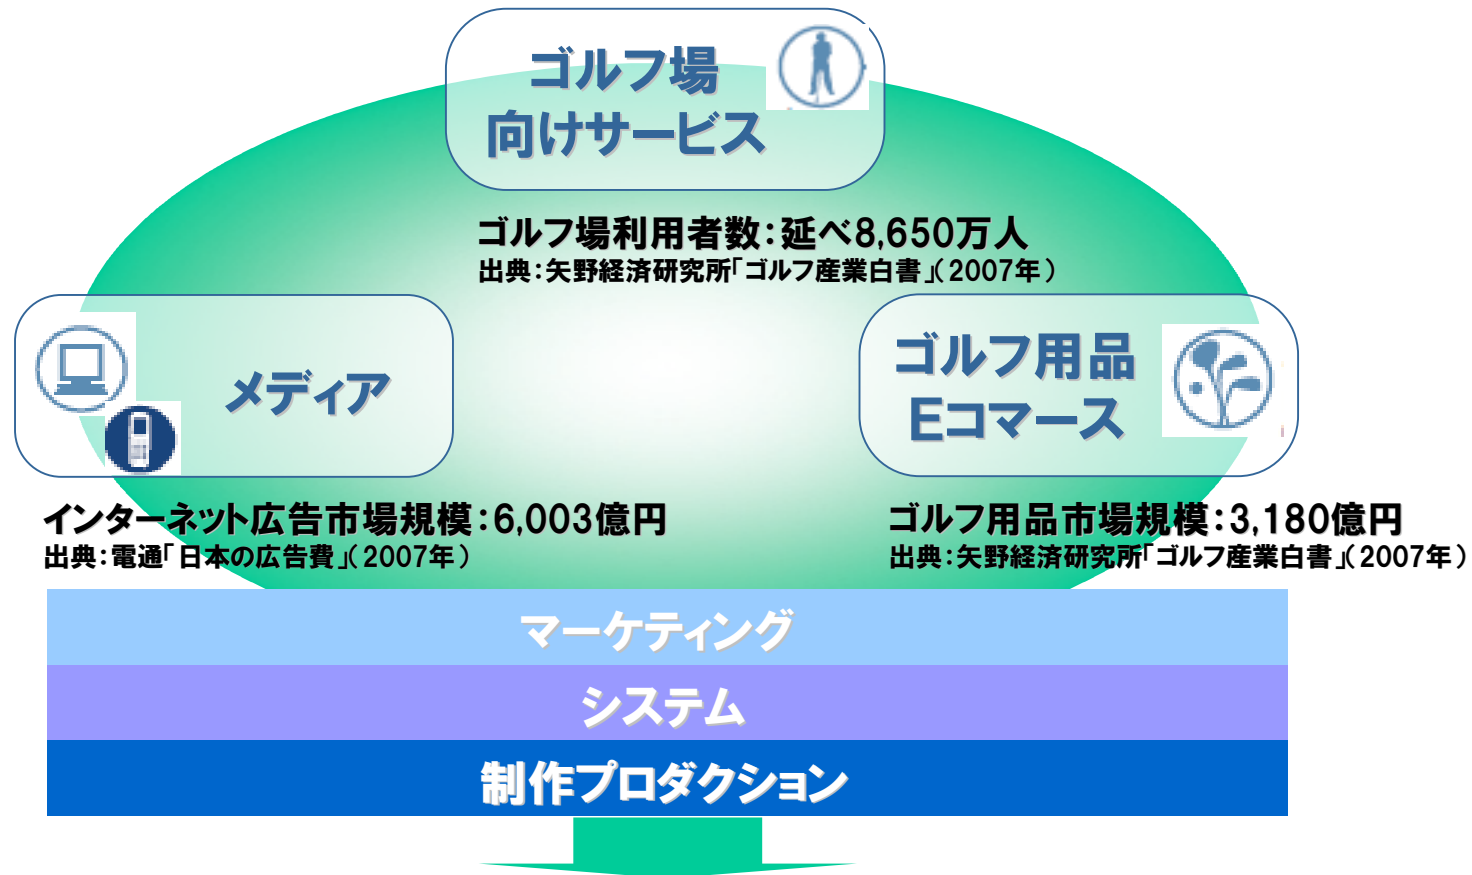 ゴルフ場
向けサービス
ゴルフ場利用者数：延べ8,650万人
出典：矢野経済研究所「ゴルフ産業白書」（2007年）
メディア
ゴルフ用品
Eコマース
インターネット広告市場規模：6,003億円
出典：電通「日本の広告費」（2007年）
ゴルフ用品市場規模：3,180億円
出典：矢野経済研究所「ゴルフ産業白書」（2007年）
マーケティング
システム
制作プロダクション